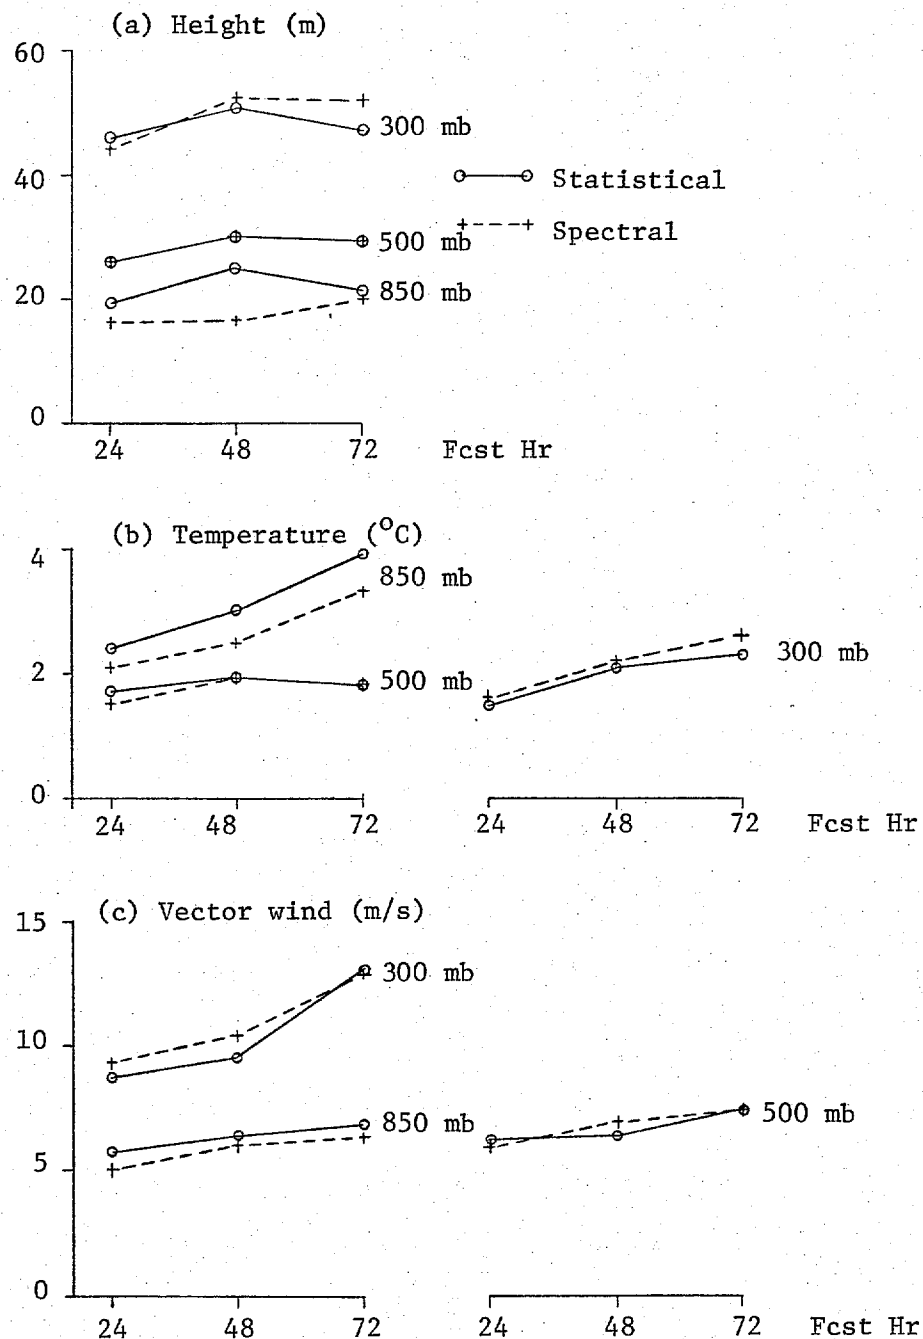 (a) Height (m)
60
40
20
0
300 mb
500 mb
850 mb
Statistical
Spectral
24 48 72 Fcst Hr
(b) Temperature (°C)
4
2
0
850 mb
500 mb
300 mb
24 48 72
24 48 72 Fcst Hr
(c) Vector wind (m/s)
15
10
5
0
300 mb
850 mb
500 mb
24 48 72
24 48 72 Fcst Hr